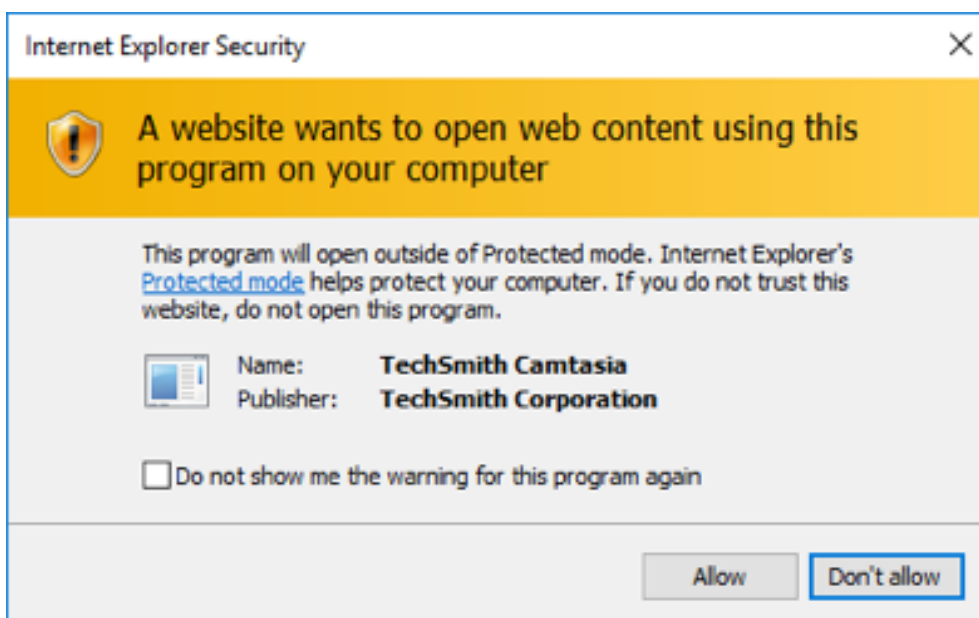 Internet Explorer Security
A website wants to open web content using this
program on your computer
This program will open outside of Protected mode. Internet Explorer's
Protected mode helps protect your computer. If you do not trust this
website, do not open this program.
Name: TechSmith Camtasia
Publisher: TechSmith Corporation
Do not show me the warning for this program again
Allow Don't allow